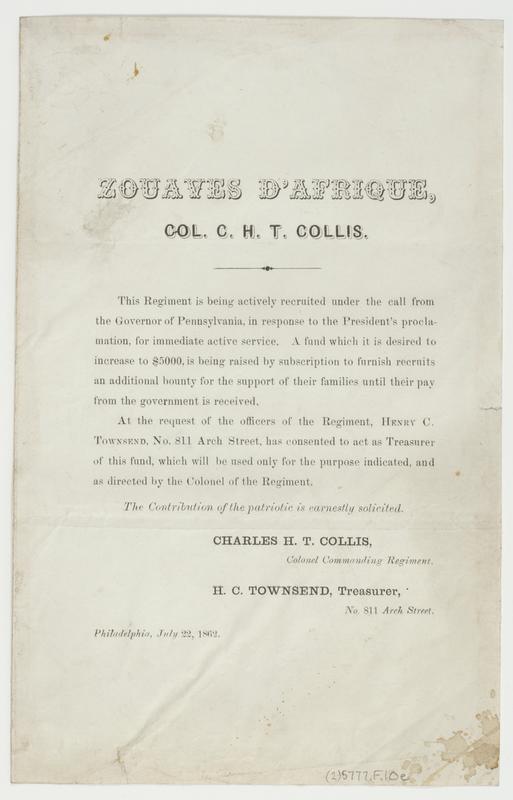 ZOUAVES D'AFRIQUE,
COL. C. H. T. COLLIS.
This Regiment is being actively recruited under the call from
the Governor of Pennsylvania, in response to the President's procla-
mation, for immediate active service. A fund which it is desired to
increase to $5000, is being raised by subscription to furnish recruits
an additional bounty for the support of their families until their pay
from the government is received.
At the request of the officers of the Regiment, HENRY C.
TOWNSEND, No. 811 Arch Street, has consented to act as Treasurer
of this fund, which will be used only for the purpose indicated, and
as directed by the Colonel of the Regiment.
The Contribution of the patriotic is earnestly solicited.
CHARLES H. T. COLLIS,
Colonel Commanding Regiment.
H. C. TOWNSEND, Treasurer,
No. 811 Arch Street.
Philadelphia, July 22, 1862.
(2)5777.F.10e